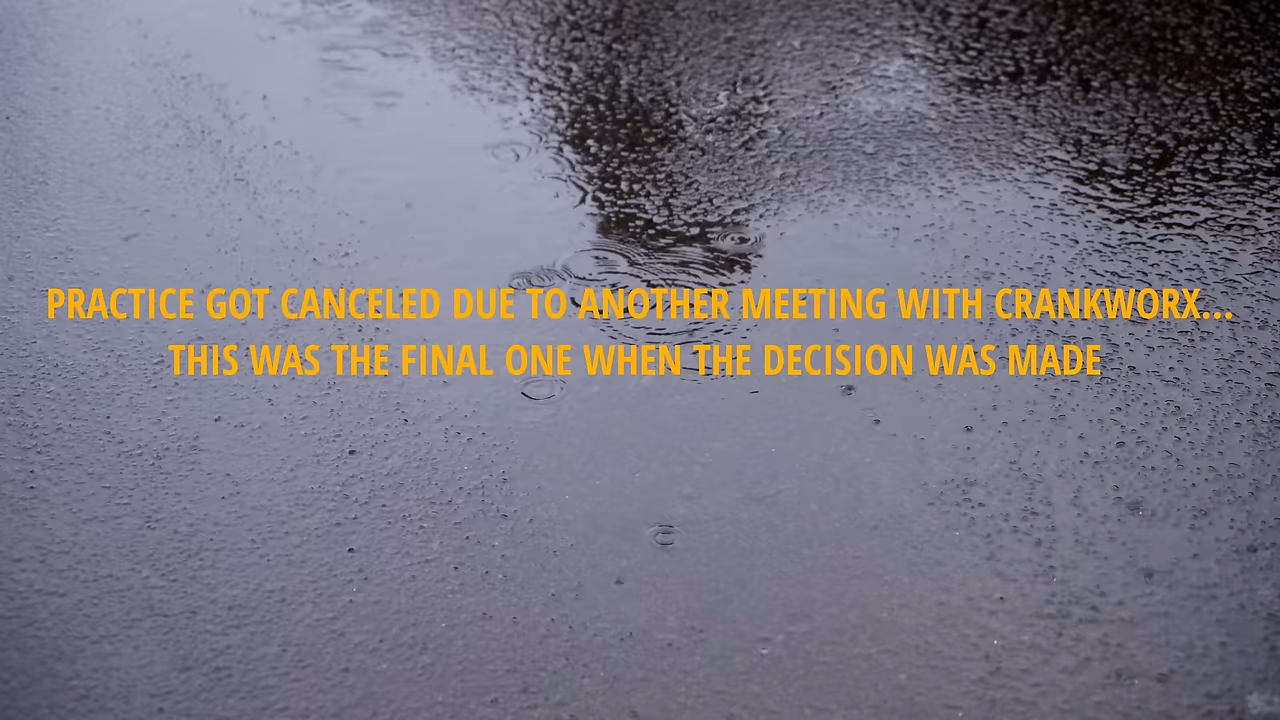 PRACTICE GOT CANCELED DUE TO ANOTHER MEETING WITH CRANKWORX...
THIS WAS THE FINAL ONE WHEN THE DECISION WAS MADE